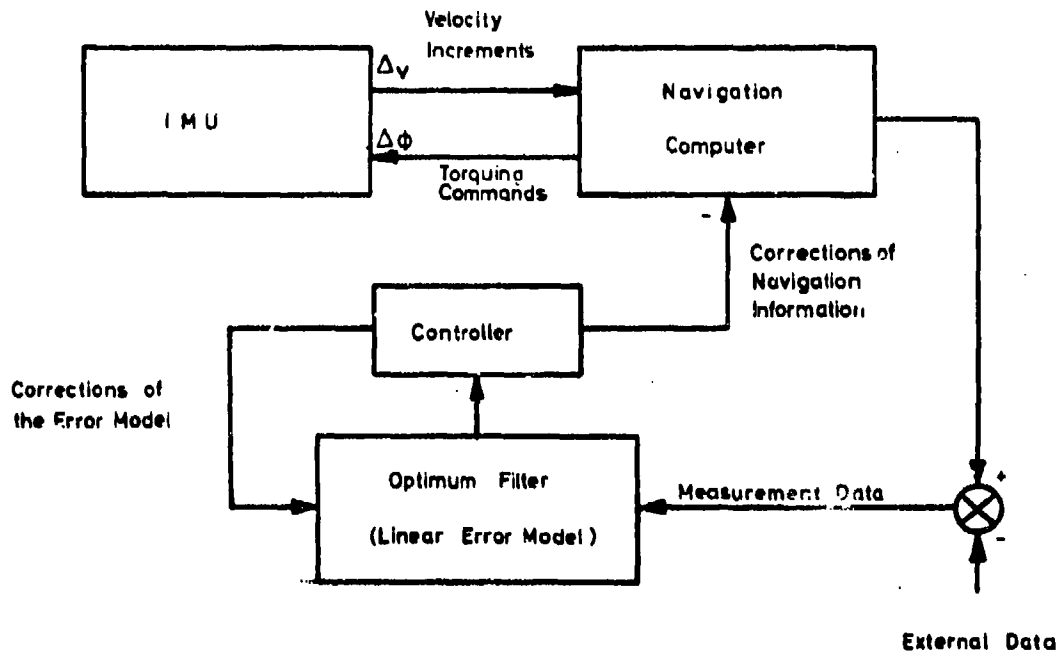 Velocity
Increments
Δv
IMU
Navigation
Computer
Δφ
Torquing
Commands
-
Corrections of
Navigation
Information
Controller
Corrections of
the Error Model
Optimum Filter
(Linear Error Model)
Measurement Data
+
-
External Data